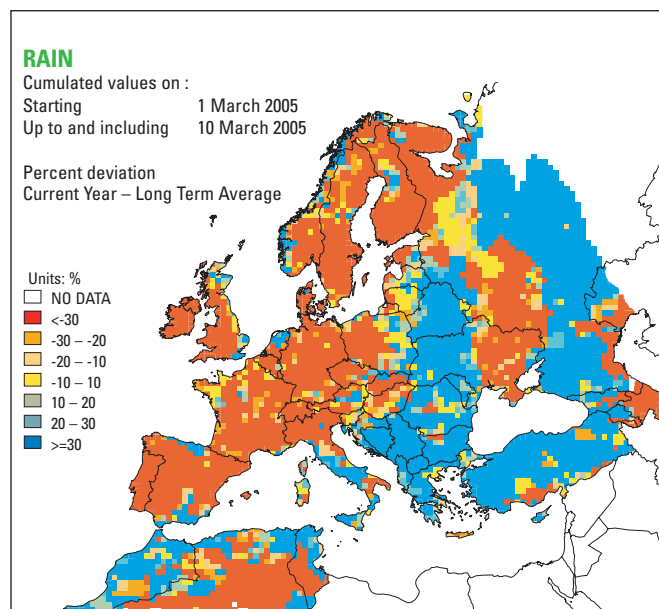 RAIN
Cumulated values on :
Starting 1 March 2005
Up to and including 10 March 2005
Percent deviation
Current Year – Long Term Average
Units: %
NO DATA
<-30
-30 – -20
-20 – -10
-10 – 10
10 – 20
20 – 30
>=30